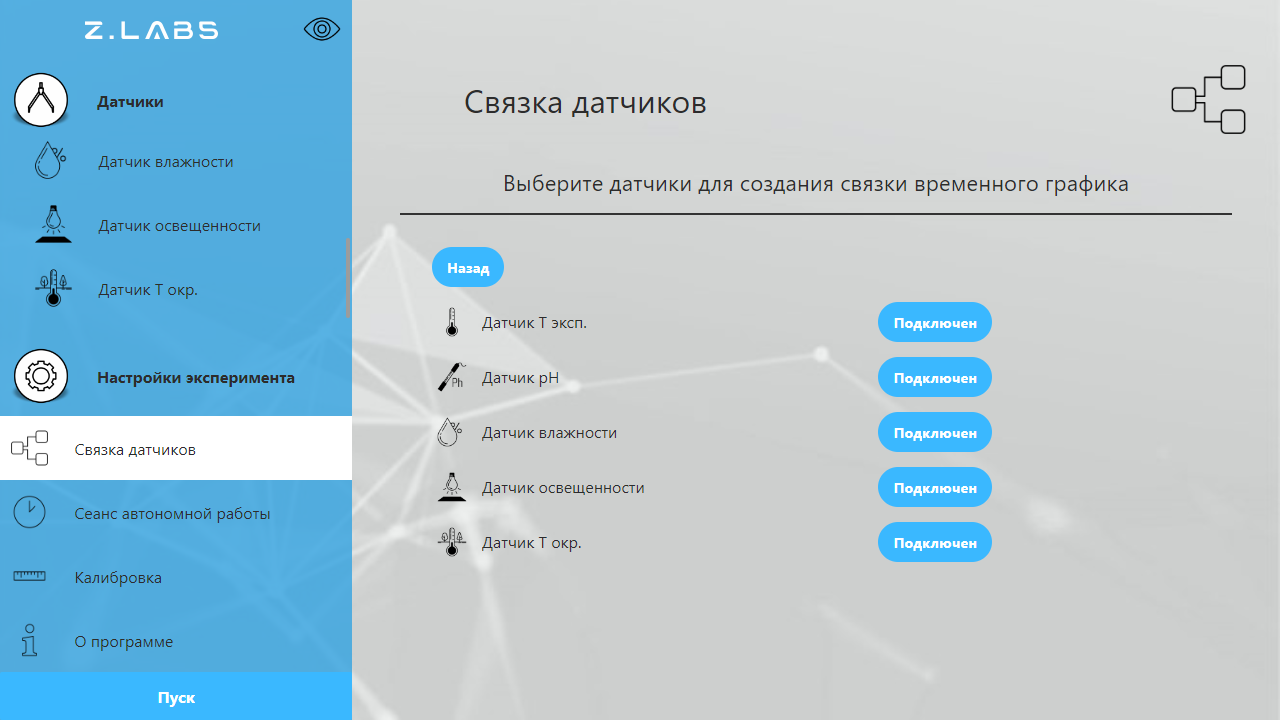 Z.LABS
Датчики
Датчик влажности
Датчик освещенности
Датчик T окр.
Настройки эксперимента
Связка датчиков
Сеанс автономной работы
Калибровка
О программе
Пуск
Связка датчиков
Выберите датчики для создания связки временного графика
Назад
Датчик T эксп. Подключен
Ph
Датчик pH Подключен
Датчик влажности Подключен
Датчик освещенности Подключен
Датчик T окр. Подключен